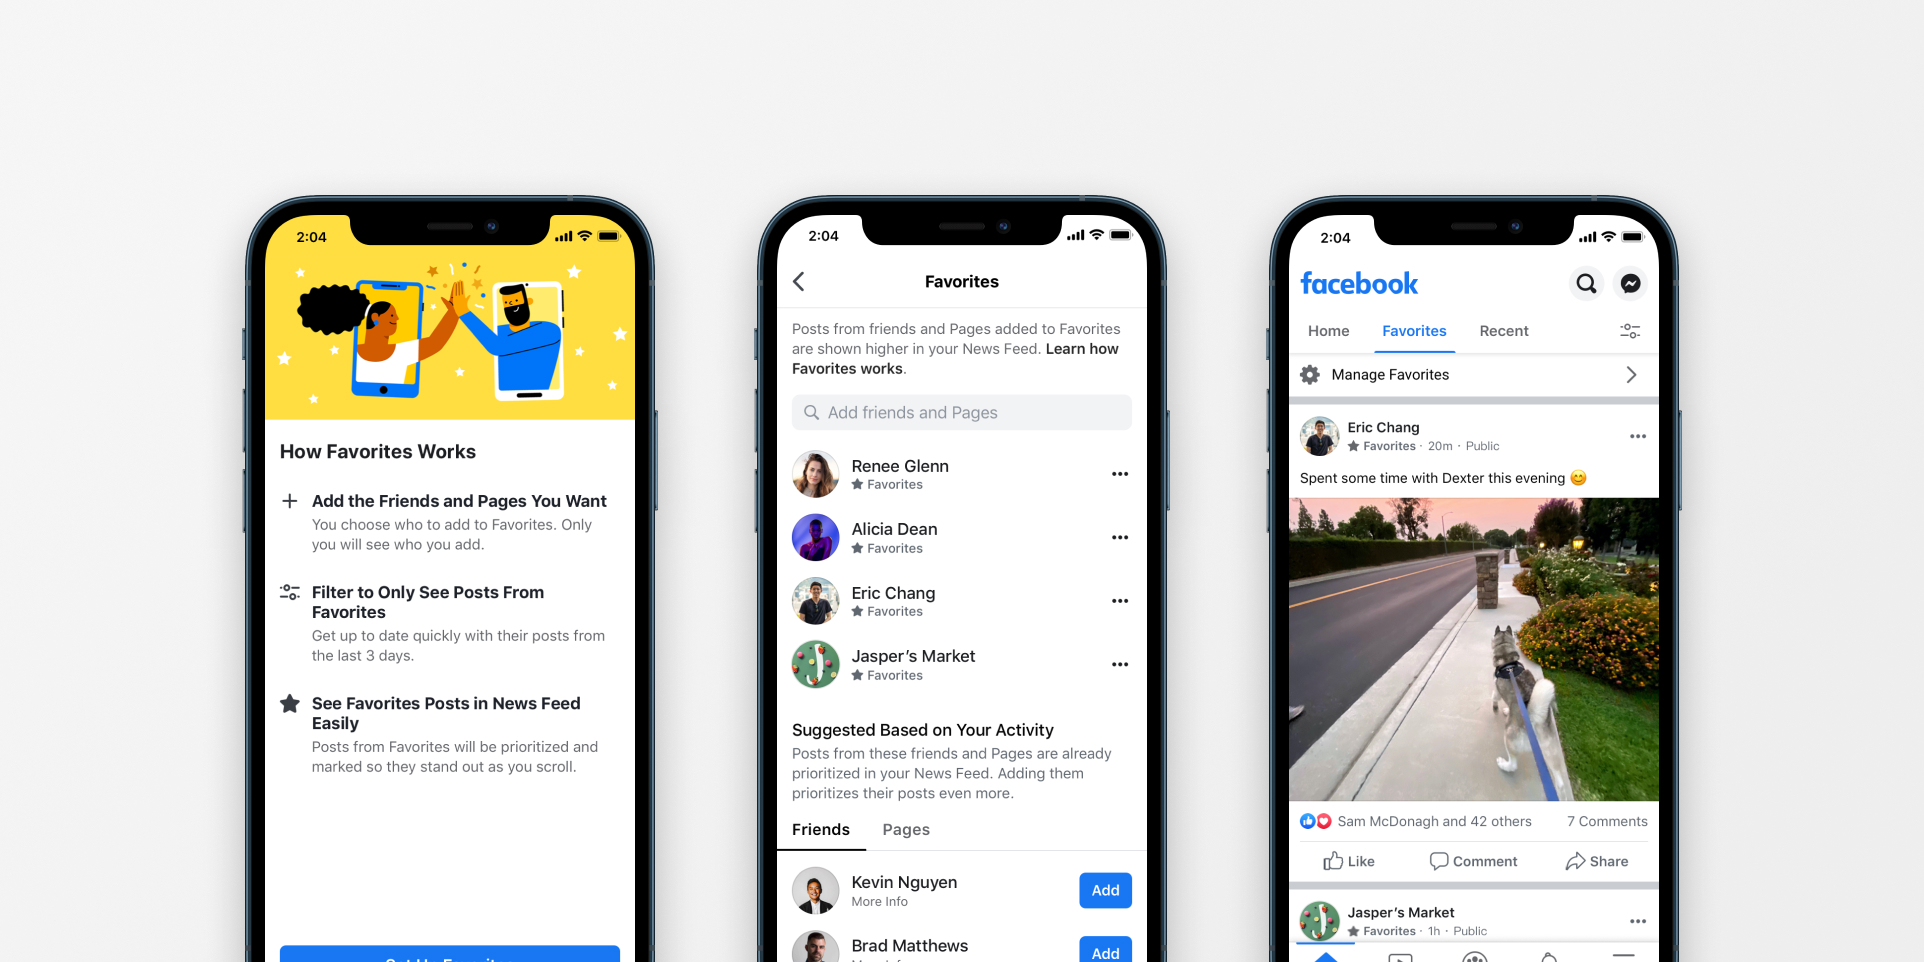 2:04
How Favorites Works
Add the Friends and Pages You Want
You choose who to add to Favorites. Only
you will see who you add.
Filter to Only See Posts From
Favorites
Get up to date quickly with their posts from
the last 3 days.
See Favorites Posts in News Feed
Easily
Posts from Favorites will be prioritized and
marked so they stand out as you scroll.
2:04
Favorites
Posts from friends and Pages added to Favorites
are shown higher in your News Feed. Learn how
Favorites works.
Add friends and Pages
Renee Glenn
Favorites
Alicia Dean
Favorites
Eric Chang
Favorites
Jasper's Market
Favorites
Suggested Based on Your Activity
Posts from these friends and Pages are already
prioritized in your News Feed. Adding them
prioritizes their posts even more.
Friends Pages
Kevin Nguyen
More Info
Add
Brad Matthews
Add
2:04
facebook
Home Favorites Recent
Manage Favorites
Eric Chang
Favorites · 20m · Public
Spent some time with Dexter this evening 😊
Sam McDonagh and 42 others 7 Comments
Like Comment Share
Jasper's Market
Favorites · 1h · Public